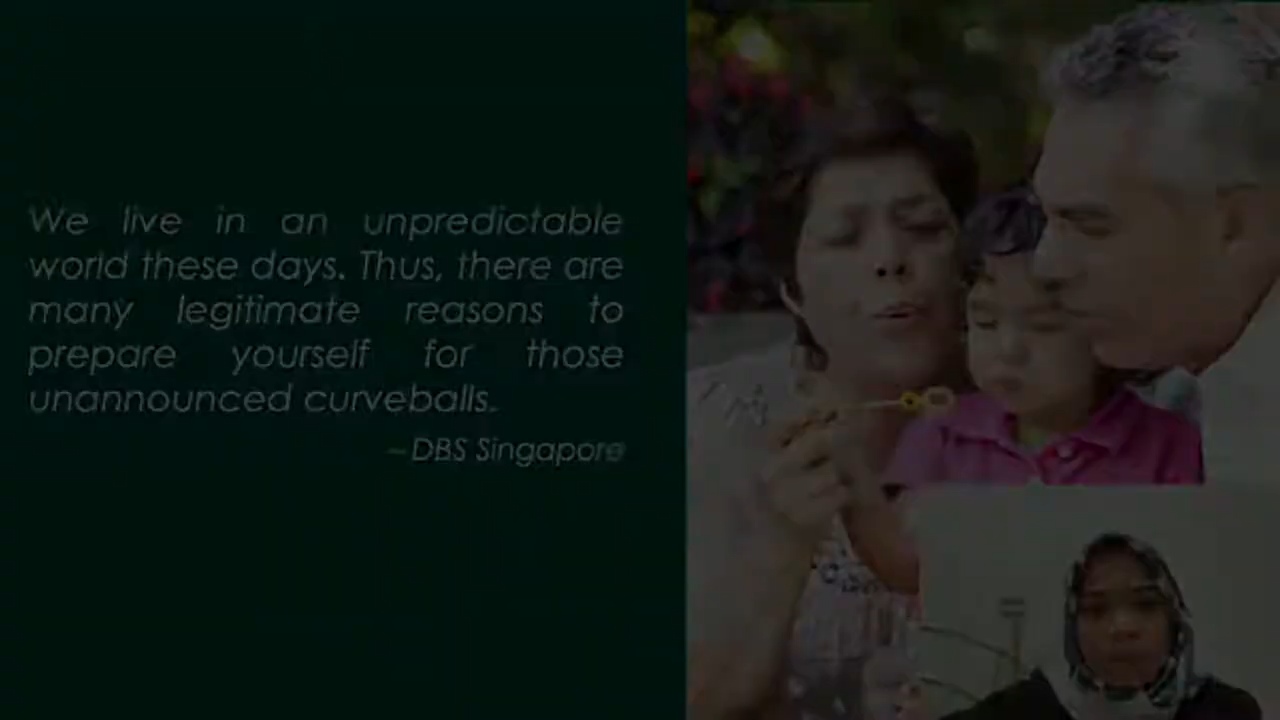 We live in an unpredictable
world these days. Thus, there are
many legitimate reasons to
prepare yourself for those
unannounced curveballs.
–DBS Singapore